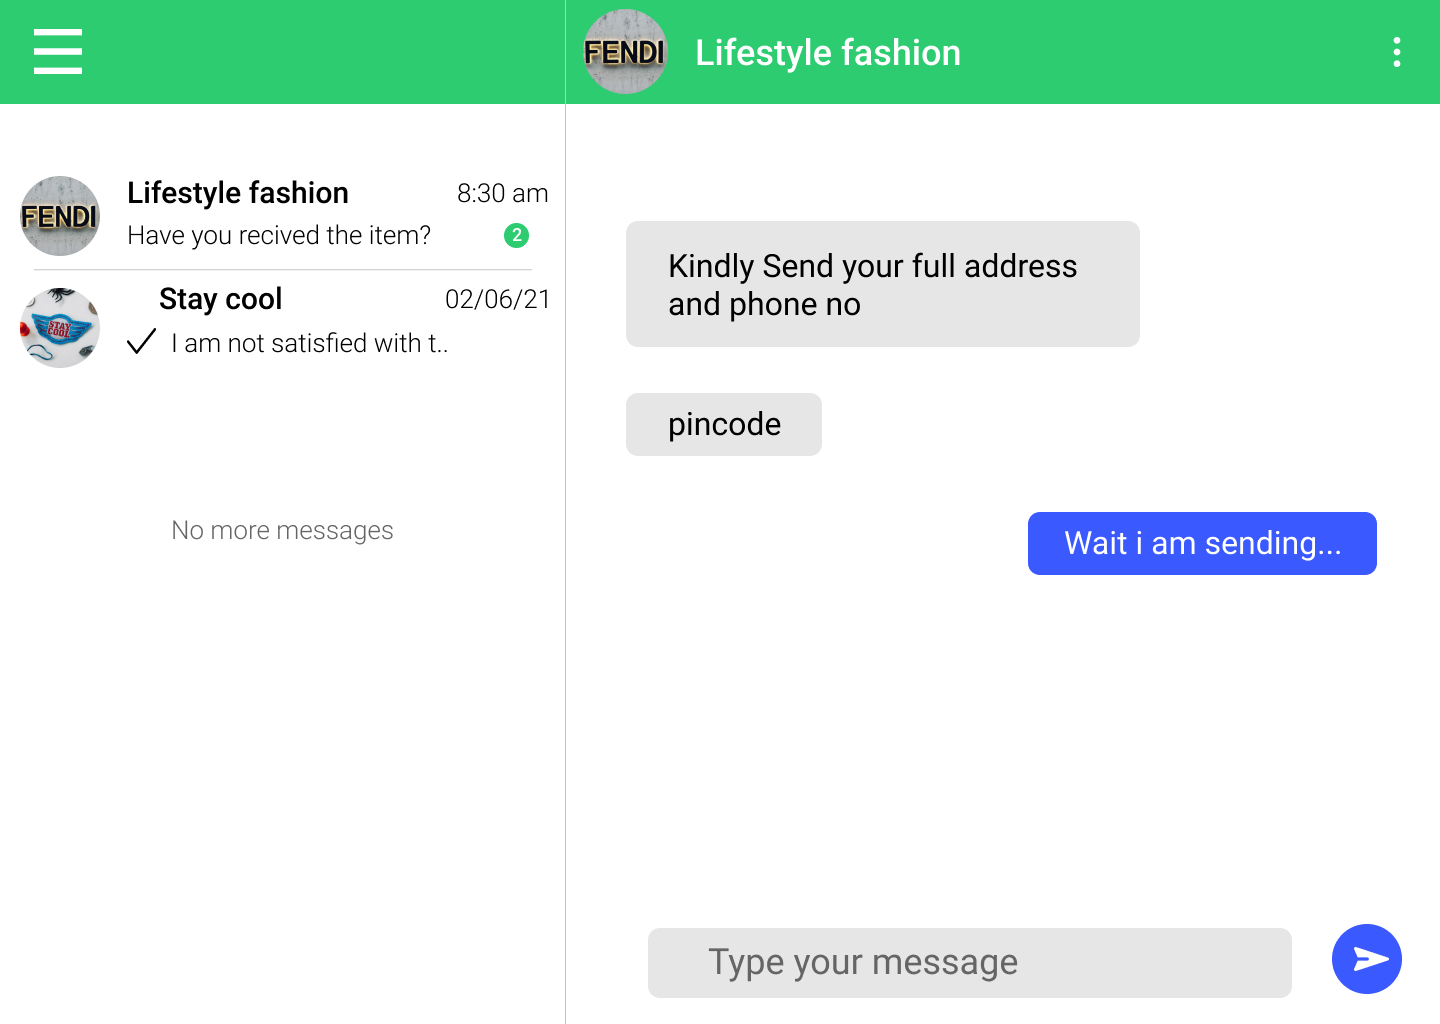 FENDI
Lifestyle fashion
FENDI
Lifestyle fashion
8:30 am
Have you recived the item?
2
STAY
COOL
Stay cool
02/06/21
I am not satisfied with t..
No more messages
Kindly Send your full address
and phone no
pincode
Wait i am sending...
Type your message